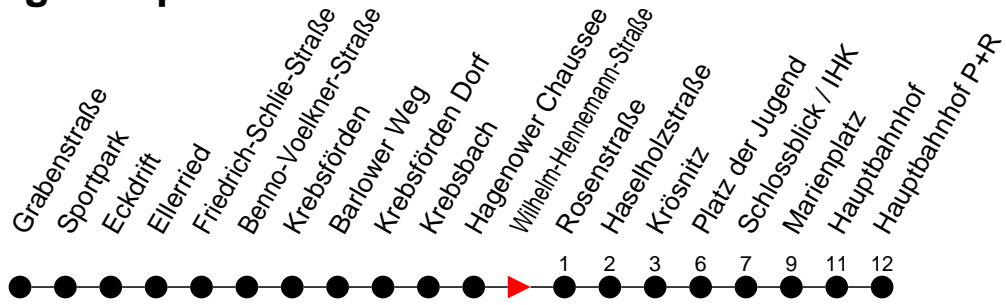 Grabenstraße
Sportpark
Eckdrift
Ellerried
Friedrich-Schlie-Straße
Benno-Voelkner-Straße
Krebsförden
Barlower Weg
Krebsförden Dorf
Krebsbach
Hagenower Chaussee
Wilhelm-Hennemann-Straße
Rosenstraße
Haselholzstraße
Krösnitz
Platz der Jugend
Schlossblick / IHK
Marienplatz
Hauptbahnhof
Hauptbahnhof P+R
1 2 3 6 7 9 11 12